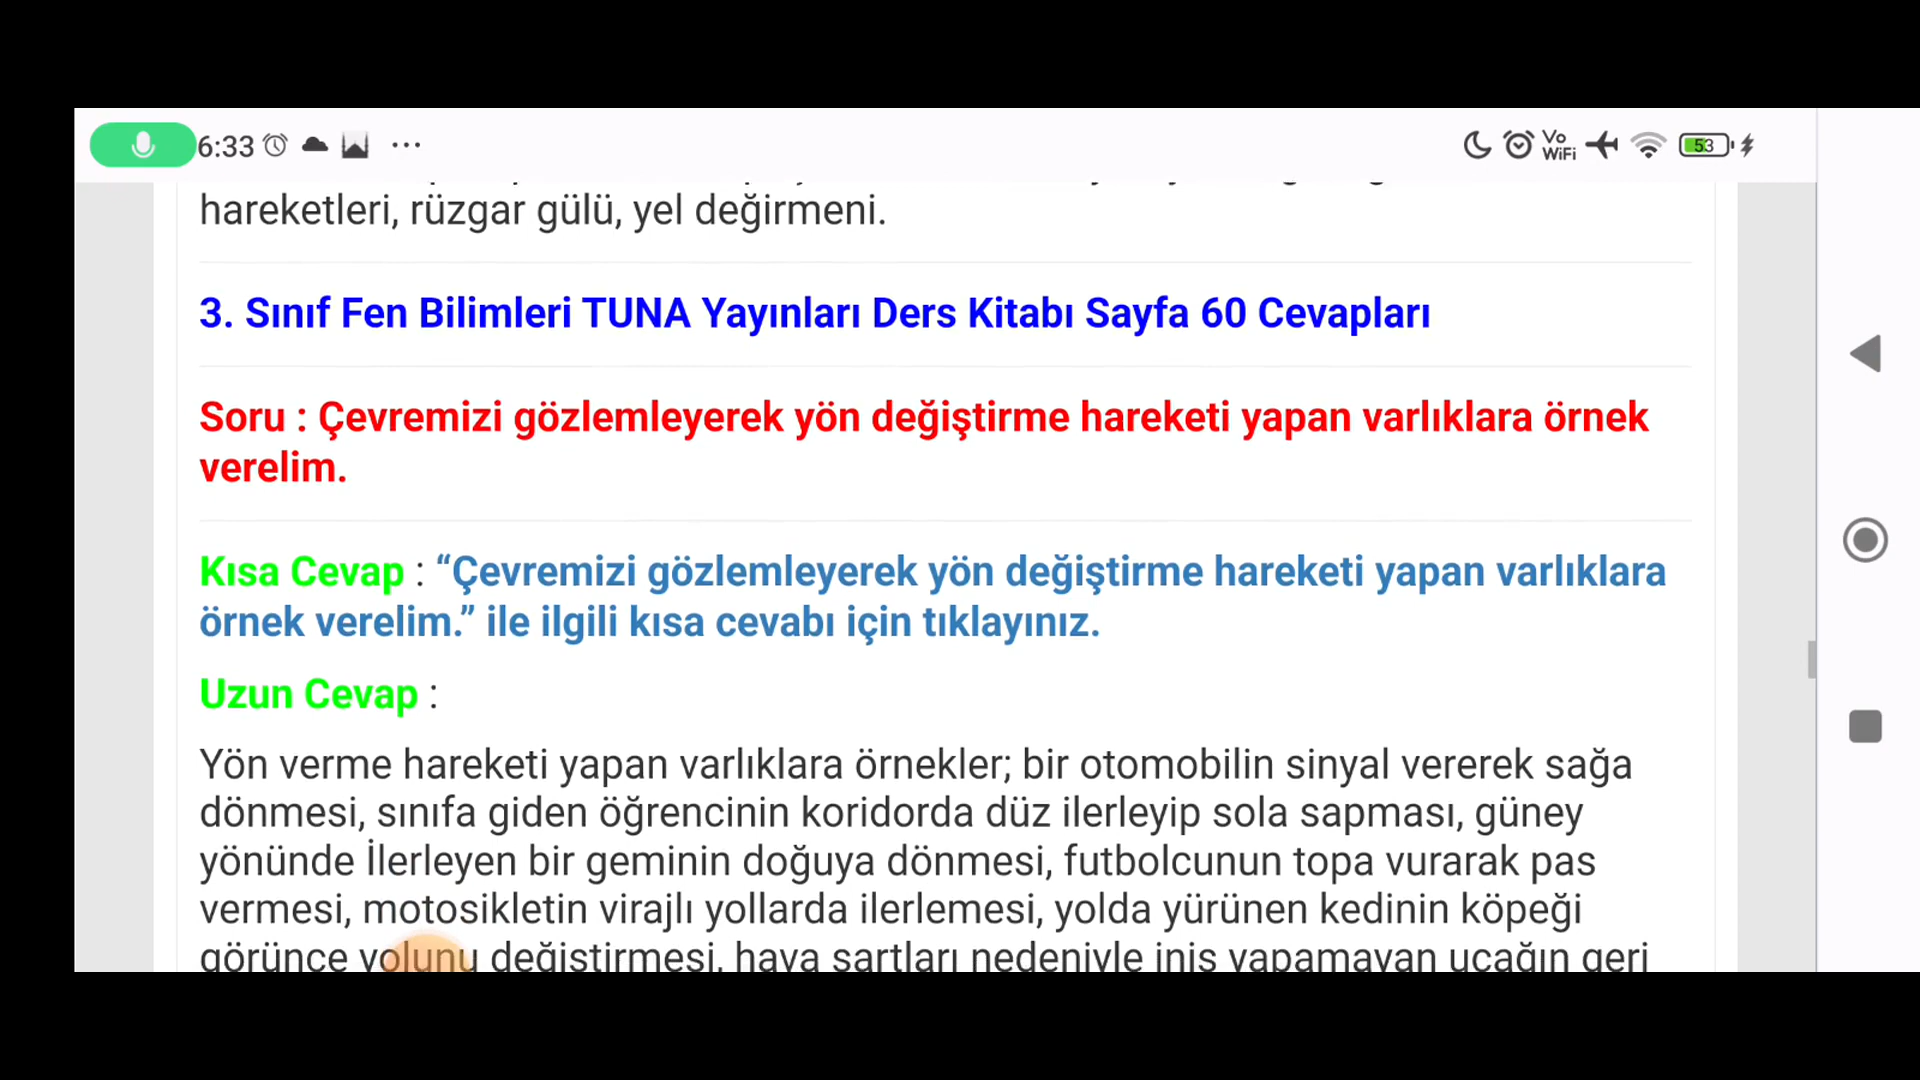 6:33
Vo
WiFi
53
hareketleri, rüzgar gülü, yel değirmeni.
3. Sınıf Fen Bilimleri TUNA Yayınları Ders Kitabı Sayfa 60 Cevapları
Soru : Çevremizi gözlemleyerek yön değiştirme hareketi yapan varlıklara örnek
verelim.
Kısa Cevap : “Çevremizi gözlemleyerek yön değiştirme hareketi yapan varlıklara
örnek verelim.” ile ilgili kısa cevabı için tıklayınız.
Uzun Cevap :
Yön verme hareketi yapan varlıklara örnekler; bir otomobilin sinyal vererek sağa
dönmesi, sınıfa giden öğrencinin koridorda düz ilerleyip sola sapması, güney
yönünde İlerleyen bir geminin doğuya dönmesi, futbolcunun topa vurarak pas
vermesi, motosikletin virajlı yollarda ilerlemesi, yolda yürünen kedinin köpeği
görünce yolunu değiştirmesi, hava şartları nedeniyle iniş yapamayan uçağın geri